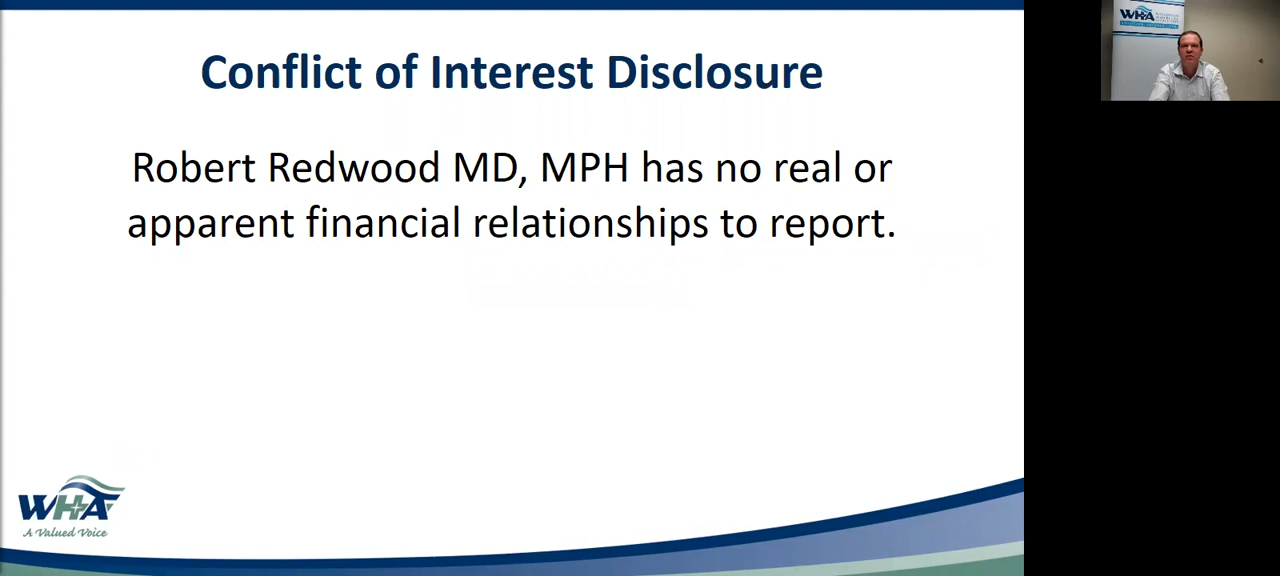 Conflict of Interest Disclosure
Robert Redwood MD, MPH has no real or
apparent financial relationships to report.
WHA
A Valued Voice
WHA